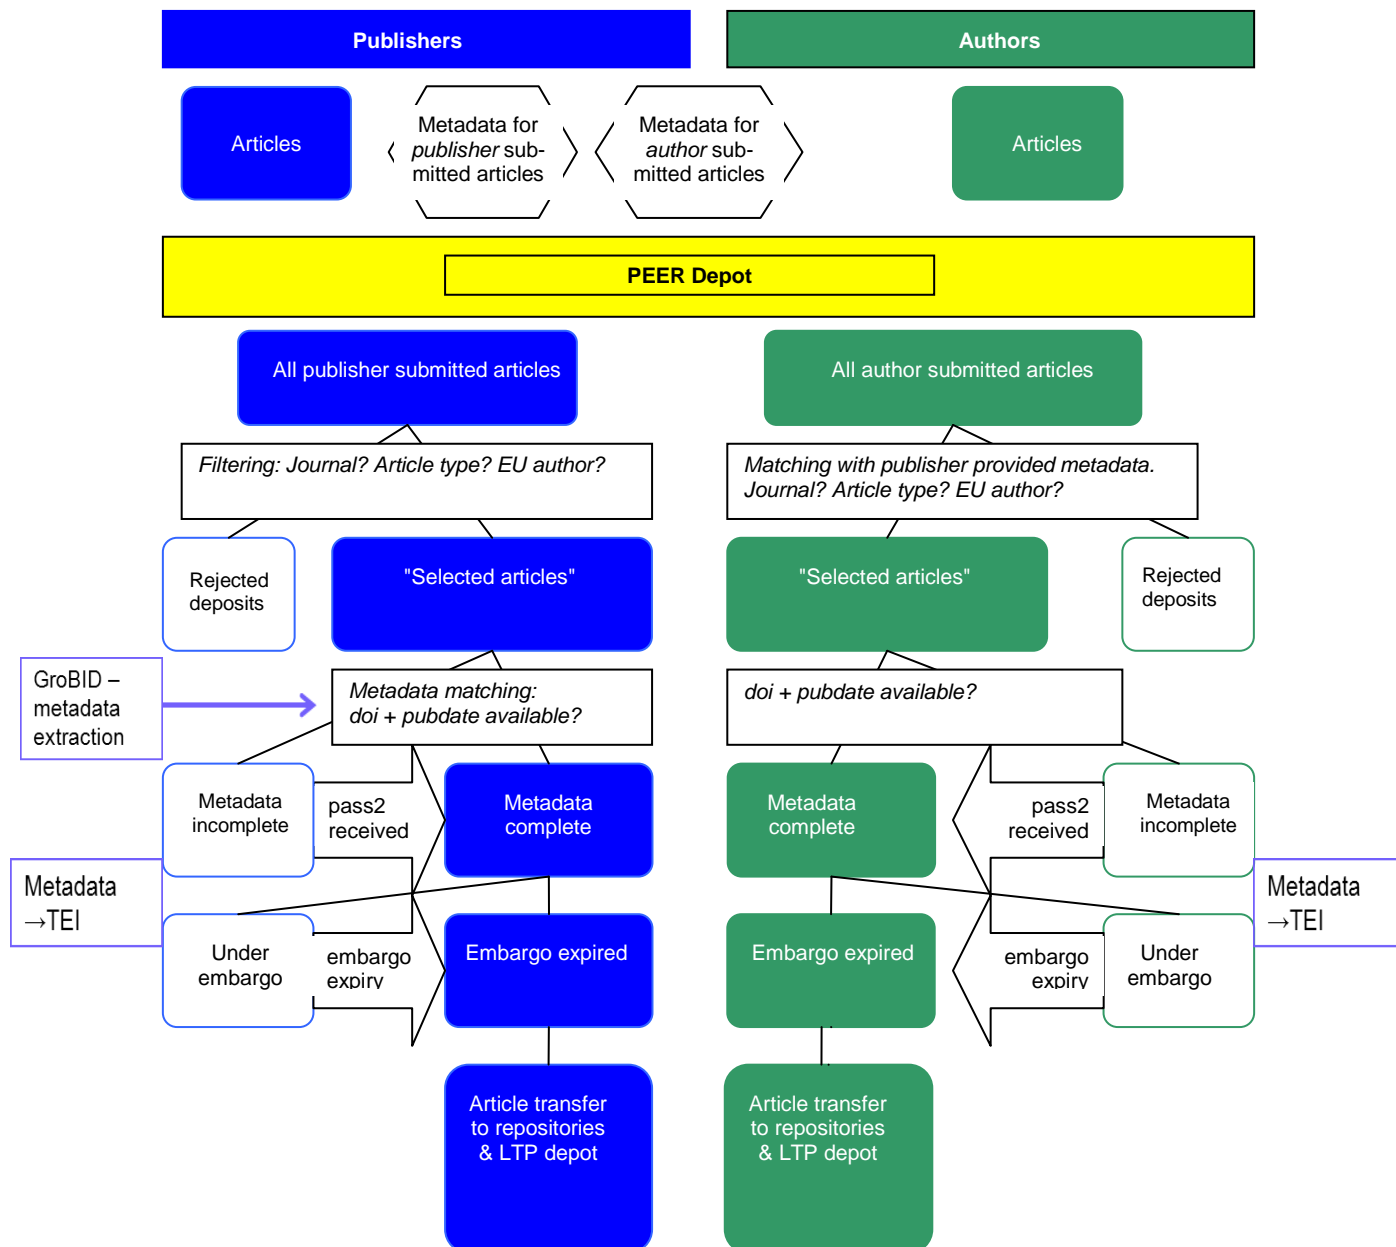 Publishers
Authors
Articles
Metadata for
publisher sub-
mitted articles
Metadata for
author sub-
mitted articles
Articles
PEER Depot
All publisher submitted articles
All author submitted articles
Filtering: Journal? Article type? EU author?
Matching with publisher provided metadata.
Journal? Article type? EU author?
Rejected
deposits
"Selected articles"
"Selected articles"
Rejected
deposits
GroBID –
metadata
extraction
Metadata matching:
doi + pubdate available?
doi + pubdate available?
Metadata
incomplete
pass2
received
Metadata
complete
Metadata
complete
pass2
received
Metadata
incomplete
Metadata
→TEI
Metadata
→TEI
Under
embargo
embargo
expiry
Embargo expired
Embargo expired
embargo
expiry
Under
embargo
Article transfer
to repositories
& LTP depot
Article transfer
to repositories
& LTP depot